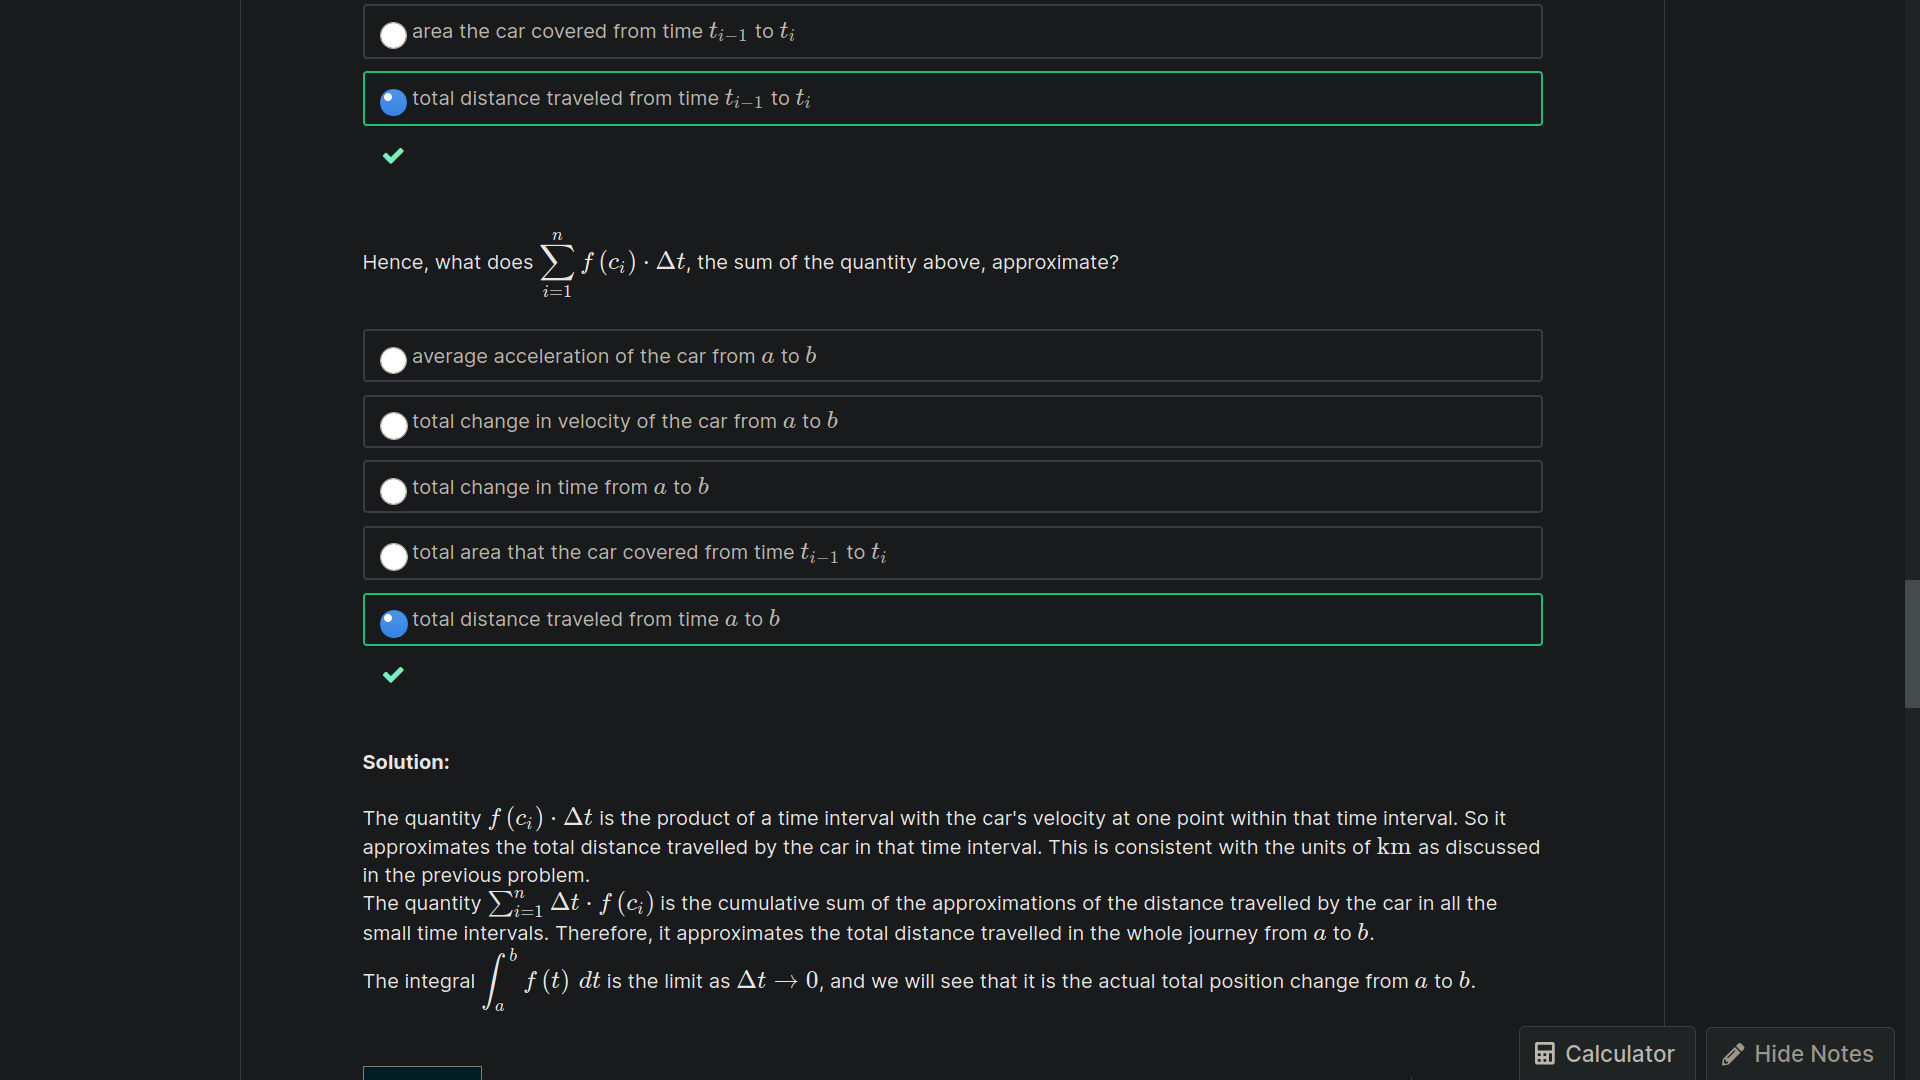 area the car covered from time t_{i−1} to t_i
total distance traveled from time t_{i−1} to t_i
Hence, what does \sum_{i=1}^{n} f (c_i) · Δt, the sum of the quantity above, approximate?
average acceleration of the car from a to b
total change in velocity of the car from a to b
total change in time from a to b
total area that the car covered from time t_{i−1} to t_i
total distance traveled from time a to b
Solution:
The quantity f (c_i) · Δt is the product of a time interval with the car's velocity at one point within that time interval. So it
approximates the total distance travelled by the car in that time interval. This is consistent with the units of km as discussed
in the previous problem.
The quantity \sum_{i=1}^{n} Δt · f (c_i) is the cumulative sum of the approximations of the distance travelled by the car in all the
small time intervals. Therefore, it approximates the total distance travelled in the whole journey from a to b.
The integral \int_a^b f (t) dt is the limit as Δt → 0, and we will see that it is the actual total position change from a to b.
Calculator
Hide Notes